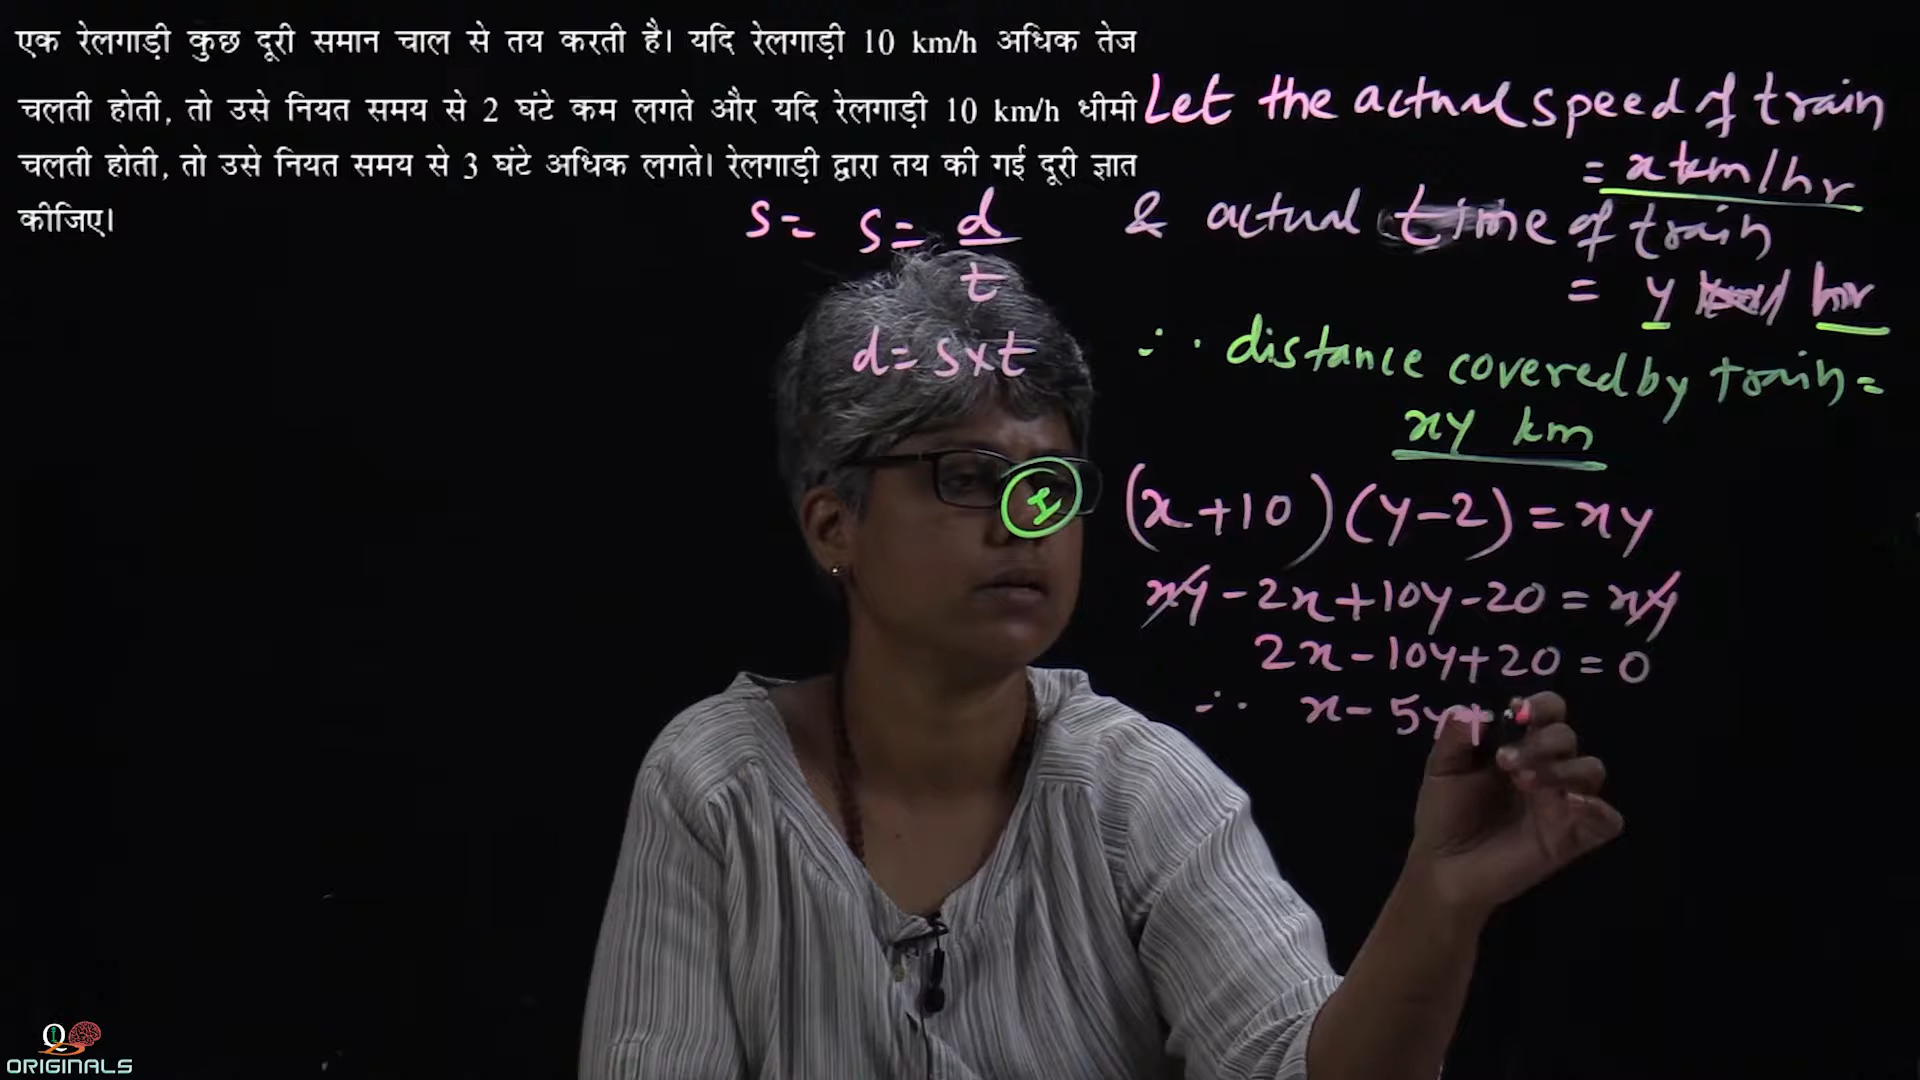 एक रेलगाड़ी कुछ दूरी समान चाल से तय करती है। यदि रेलगाड़ी 10 km/h अधिक तेज
चलती होती, तो उसे नियत समय से 2 घंटे कम लगते और यदि रेलगाड़ी 10 km/h धीमी
चलती होती, तो उसे नियत समय से 3 घंटे अधिक लगते। रेलगाड़ी द्वारा तय की गई दूरी ज्ञात
कीजिए।
Let the actual speed of train
= x km/hr
& actual time of train
= y hr
∴ distance covered by train =
xy km
s = s = d
t
d = s x t
I (x+10)(y-2) = xy
xy - 2x + 10y - 20 = xy
2x - 10y + 20 = 0
∴ x - 5y +
ORIGINALS